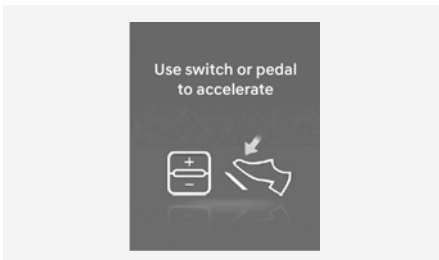 Use switch or pedal
to accelerate
+
−